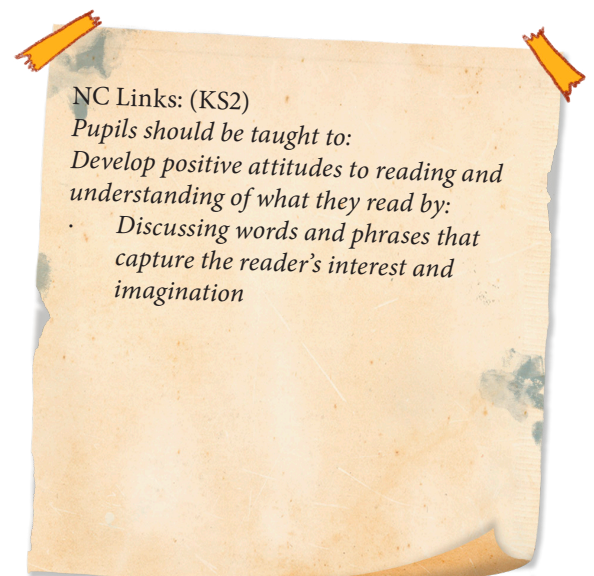 NC Links: (KS2)
Pupils should be taught to:
Develop positive attitudes to reading and
understanding of what they read by:
· Discussing words and phrases that
capture the reader’s interest and
imagination